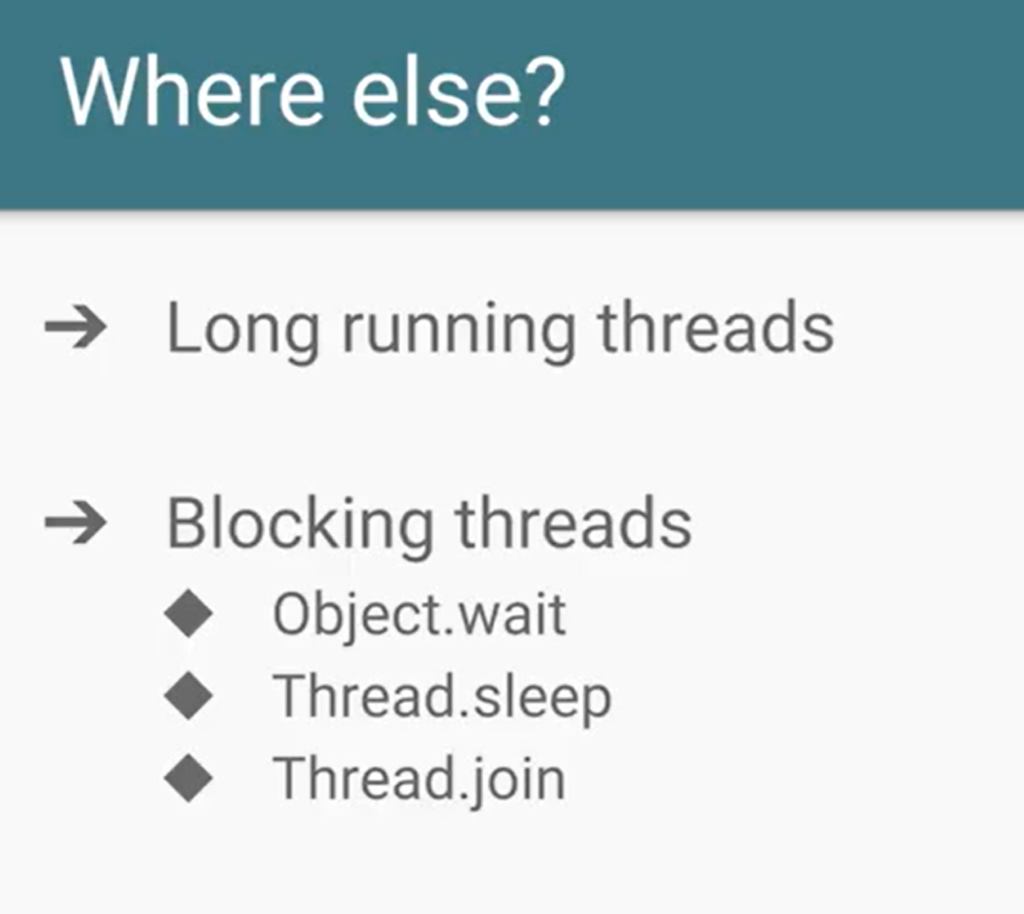 Where else?
➔ Long running threads
➔ Blocking threads
◆ Object.wait
◆ Thread.sleep
◆ Thread.join